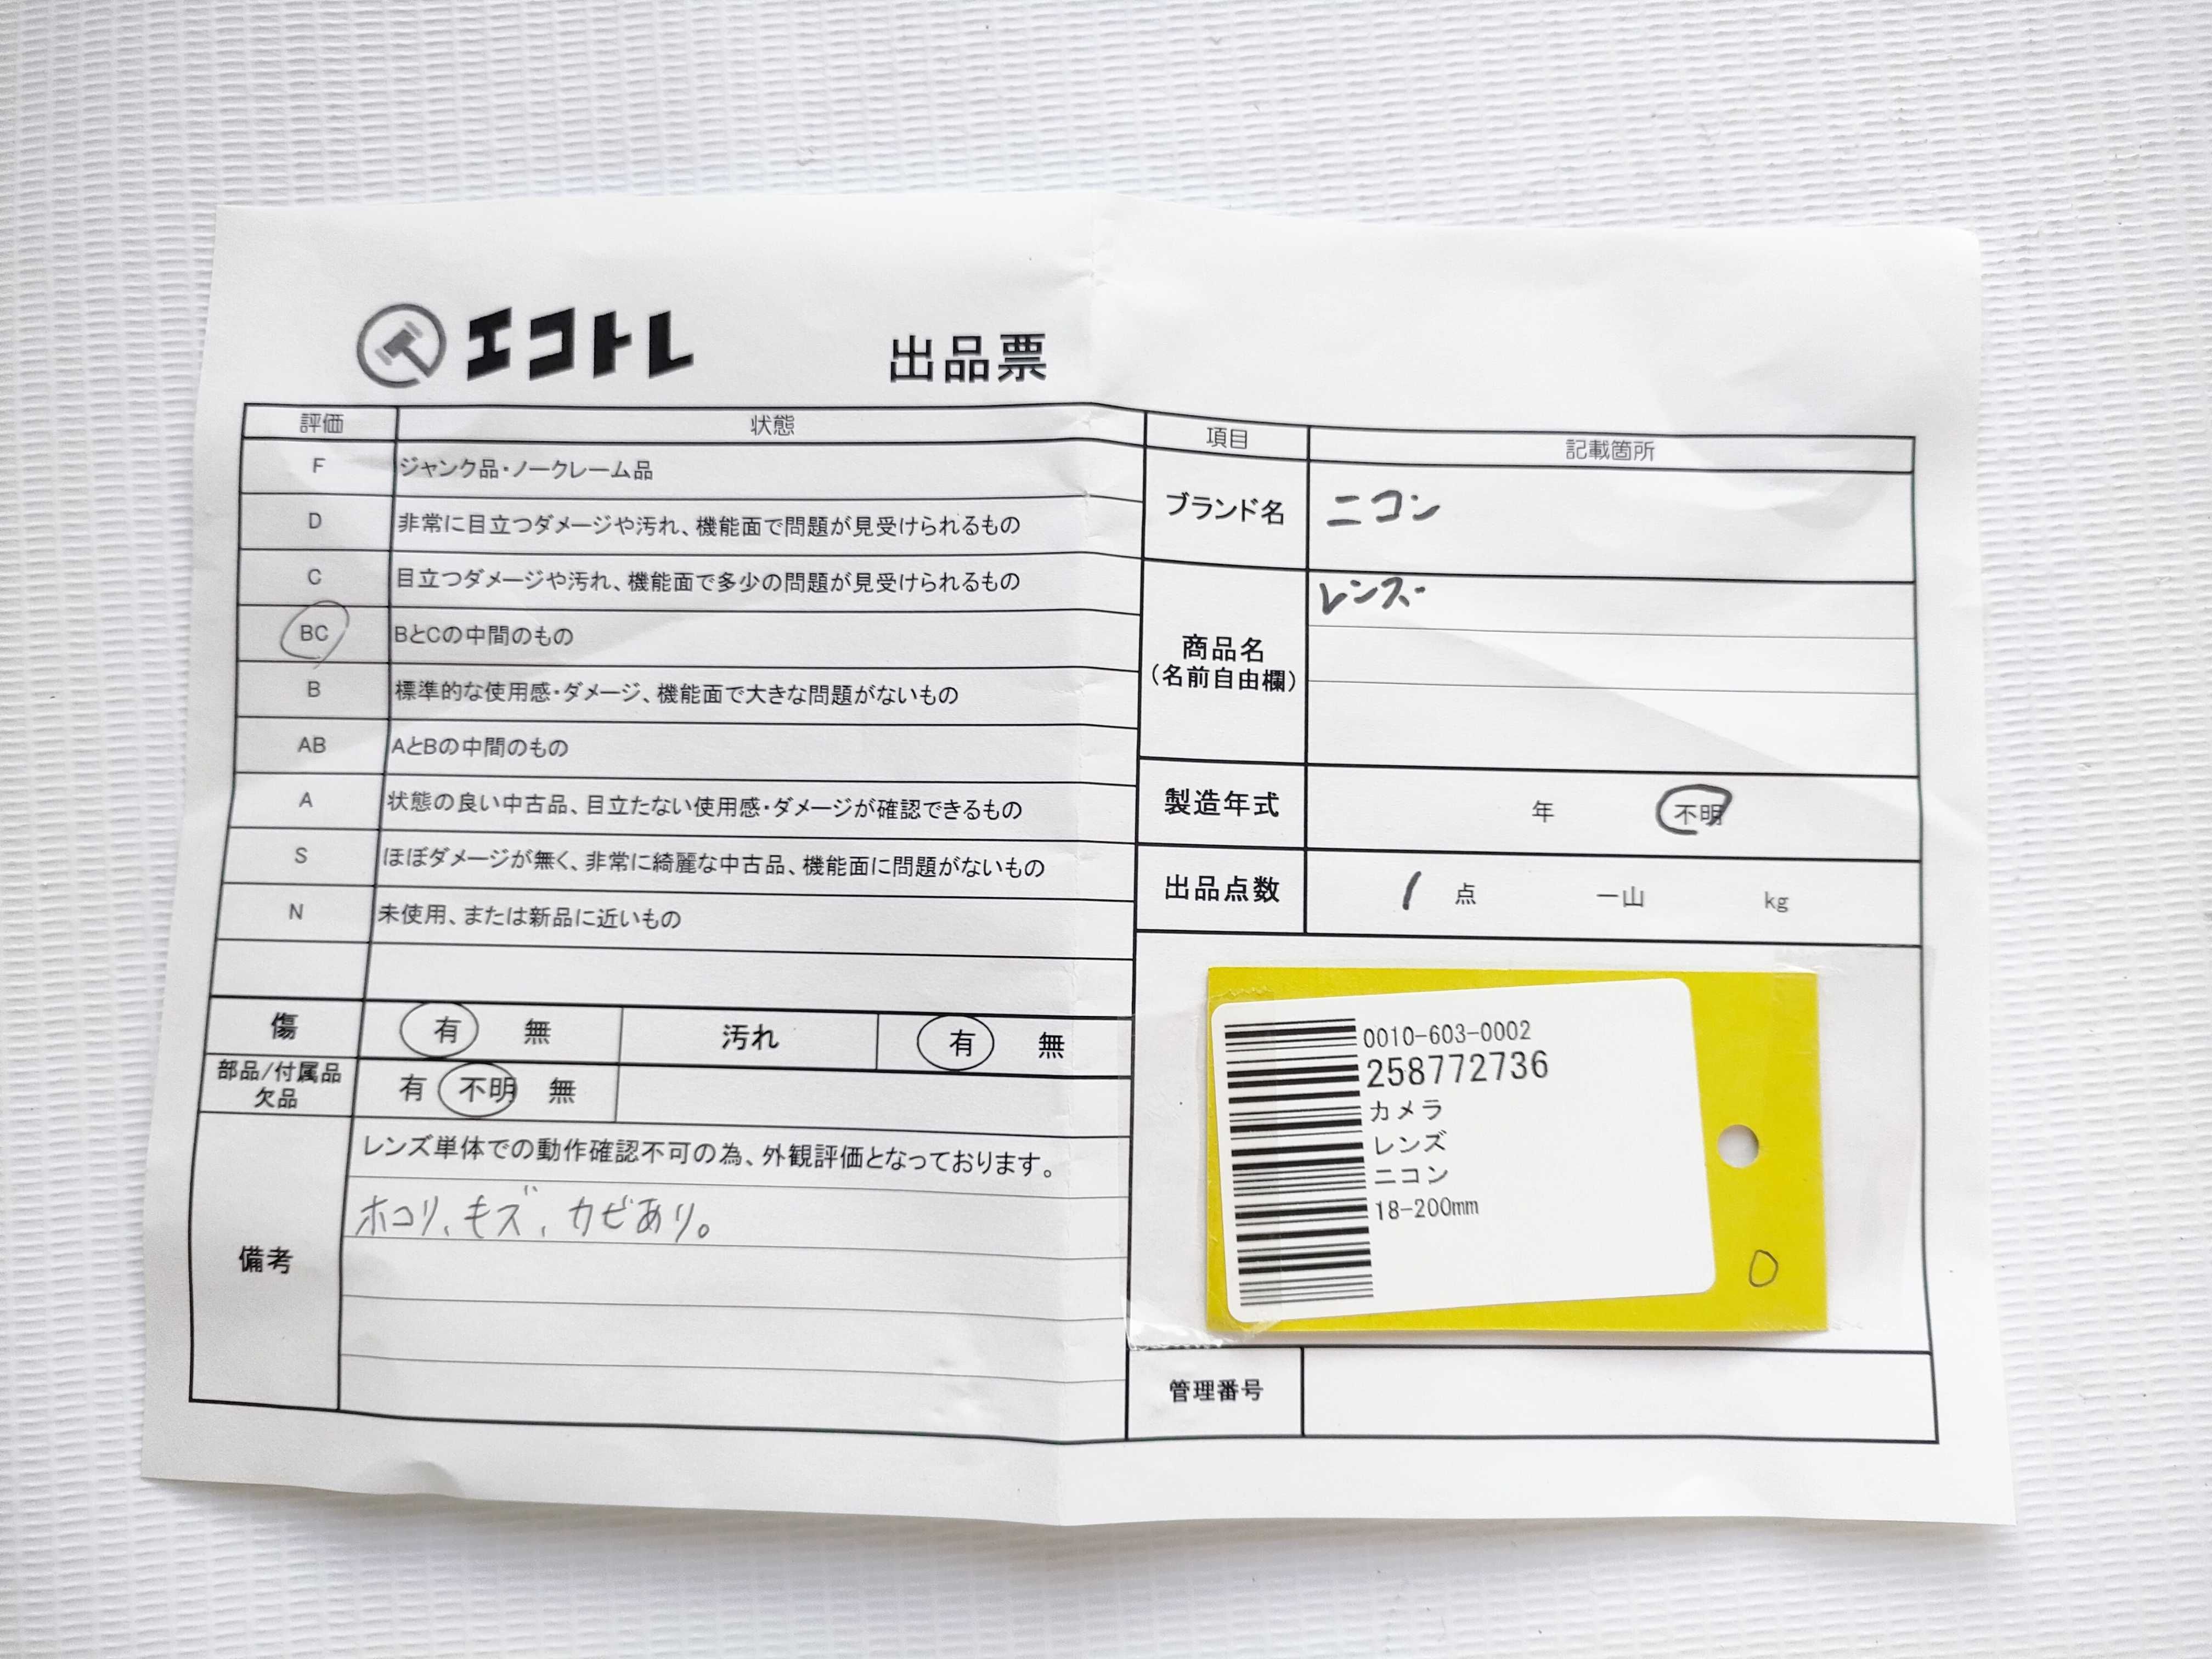 エコトレ 出品票
評価 状態
F ジャンク品・ノークレーム品
D 非常に目立つダメージや汚れ、機能面で問題が見受けられるもの
C 目立つダメージや汚れ、機能面で多少の問題が見受けられるもの
BC BとCの中間のもの
B 標準的な使用感・ダメージ、機能面で大きな問題がないもの
AB AとBの中間のもの
A 状態の良い中古品、目立たない使用感・ダメージが確認できるもの
S ほぼダメージが無く、非常に綺麗な中古品、機能面に問題がないもの
N 未使用、または新品に近いもの
傷 有 無 汚れ 有 無
部品/付属品
欠品 有 不明 無
備考
レンズ単体での動作確認不可の為、外観評価となっております。
ホコリ、キズ、カビあり。
項目 記載箇所
ブランド名 ニコン
商品名
(名前自由欄)
レンズ
製造年式 年 不明
出品点数 1 点 一山 kg
0010-603-0002
258772736
カメラ
レンズ
ニコン
18-200mm
O
管理番号